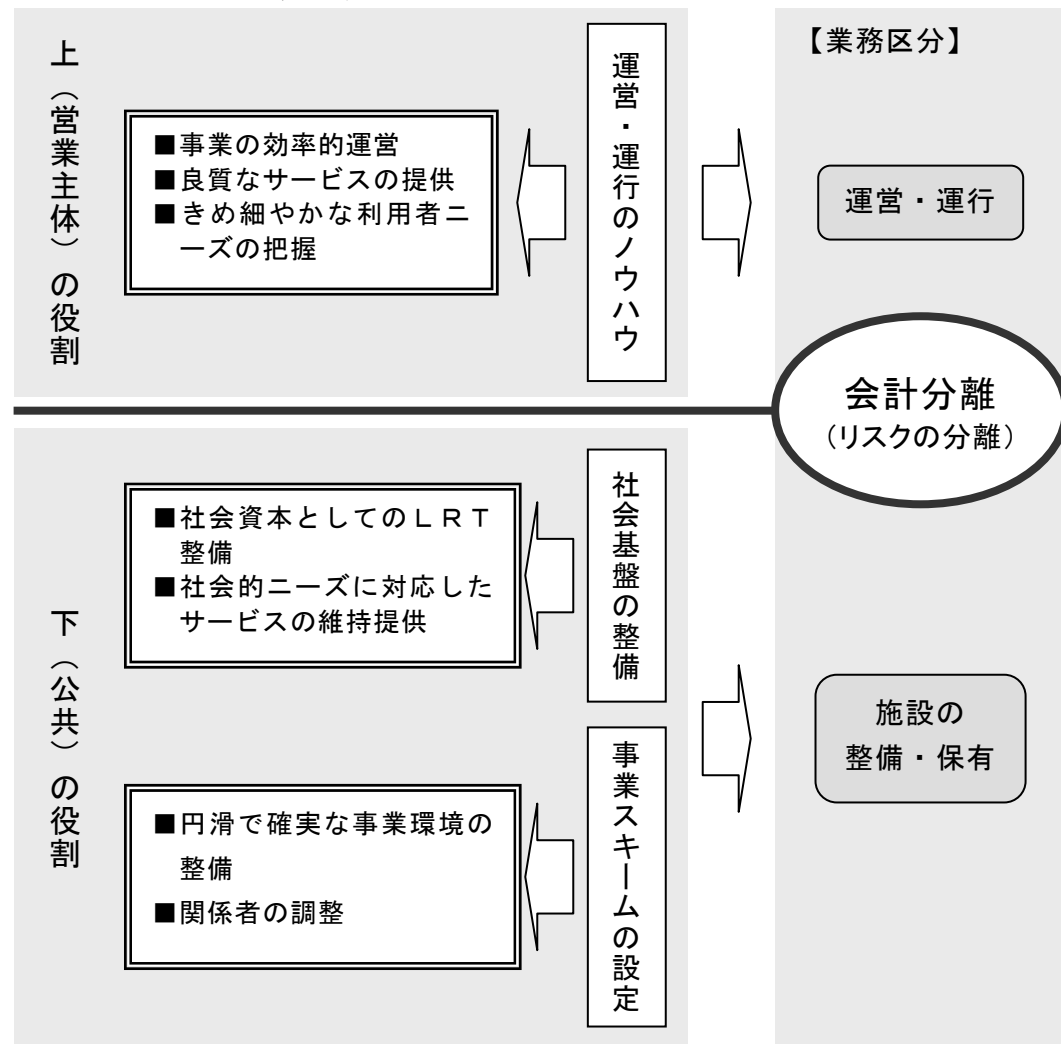 上（営業主体）の役割
■事業の効率的運営
■良質なサービスの提供
■きめ細やかな利用者ニ
ーズの把握
運営・運行のノウハウ
【業務区分】
運営・運行
会計分離
（リスクの分離）
下（公共）の役割
■社会資本としてのＬＲＴ
整備
■社会的ニーズに対応した
サービスの維持提供
社会基盤の整備
■円滑で確実な事業環境の
整備
■関係者の調整
事業スキームの設定
施設の
整備・保有